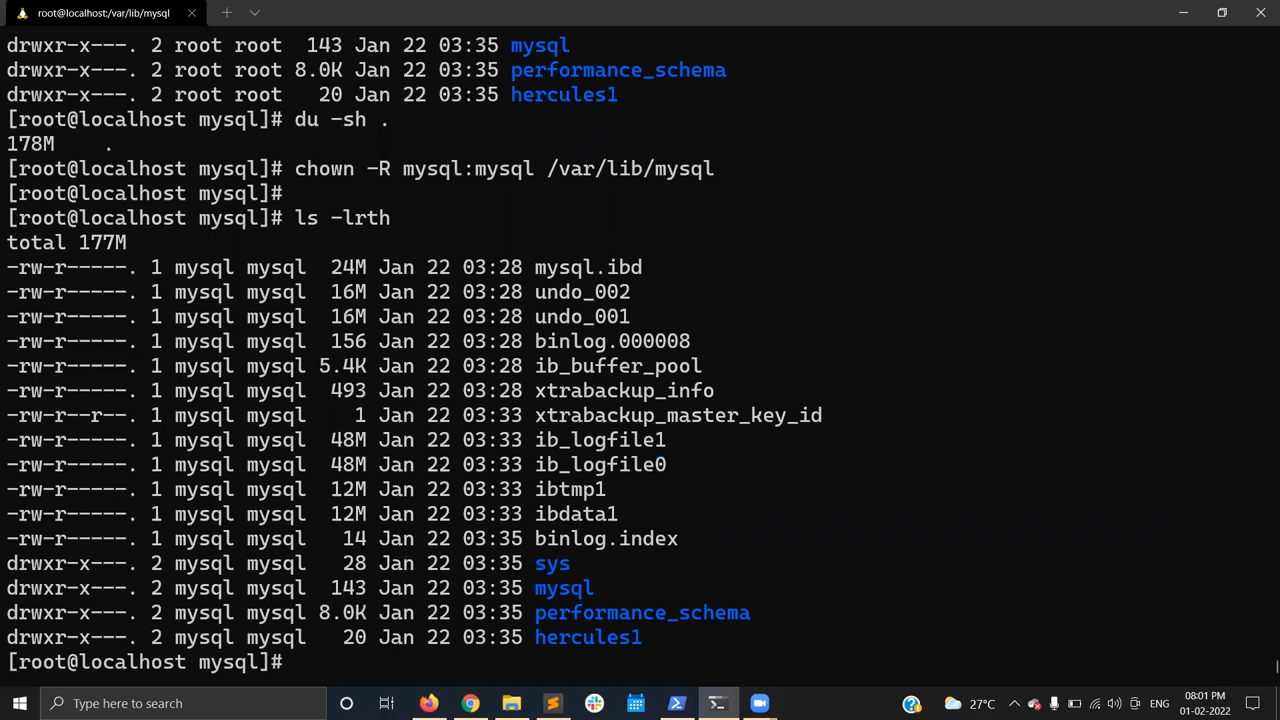 root@localhost:/var/lib/mysql
drwxr-x---. 2 root root  143 Jan 22 03:35 mysql
drwxr-x---. 2 root root 8.0K Jan 22 03:35 performance_schema
drwxr-x---. 2 root root   20 Jan 22 03:35 hercules1
[root@localhost mysql]# du -sh .
178M    .
[root@localhost mysql]# chown -R mysql:mysql /var/lib/mysql
[root@localhost mysql]#
[root@localhost mysql]# ls -lrth
total 177M
-rw-r-----. 1 mysql mysql  24M Jan 22 03:28 mysql.ibd
-rw-r-----. 1 mysql mysql  16M Jan 22 03:28 undo_002
-rw-r-----. 1 mysql mysql  16M Jan 22 03:28 undo_001
-rw-r-----. 1 mysql mysql  156 Jan 22 03:28 binlog.000008
-rw-r-----. 1 mysql mysql 5.4K Jan 22 03:28 ib_buffer_pool
-rw-r-----. 1 mysql mysql  493 Jan 22 03:28 xtrabackup_info
-rw-r--r--. 1 mysql mysql    1 Jan 22 03:33 xtrabackup_master_key_id
-rw-r-----. 1 mysql mysql  48M Jan 22 03:33 ib_logfile1
-rw-r-----. 1 mysql mysql  48M Jan 22 03:33 ib_logfile0
-rw-r-----. 1 mysql mysql  12M Jan 22 03:33 ibtmp1
-rw-r-----. 1 mysql mysql  12M Jan 22 03:33 ibdata1
-rw-r-----. 1 mysql mysql   14 Jan 22 03:35 binlog.index
drwxr-x---. 2 mysql mysql   28 Jan 22 03:35 sys
drwxr-x---. 2 mysql mysql  143 Jan 22 03:35 mysql
drwxr-x---. 2 mysql mysql 8.0K Jan 22 03:35 performance_schema
drwxr-x---. 2 mysql mysql   20 Jan 22 03:35 hercules1
[root@localhost mysql]#
Type here to search
27°C
ENG
08:01 PM
01-02-2022